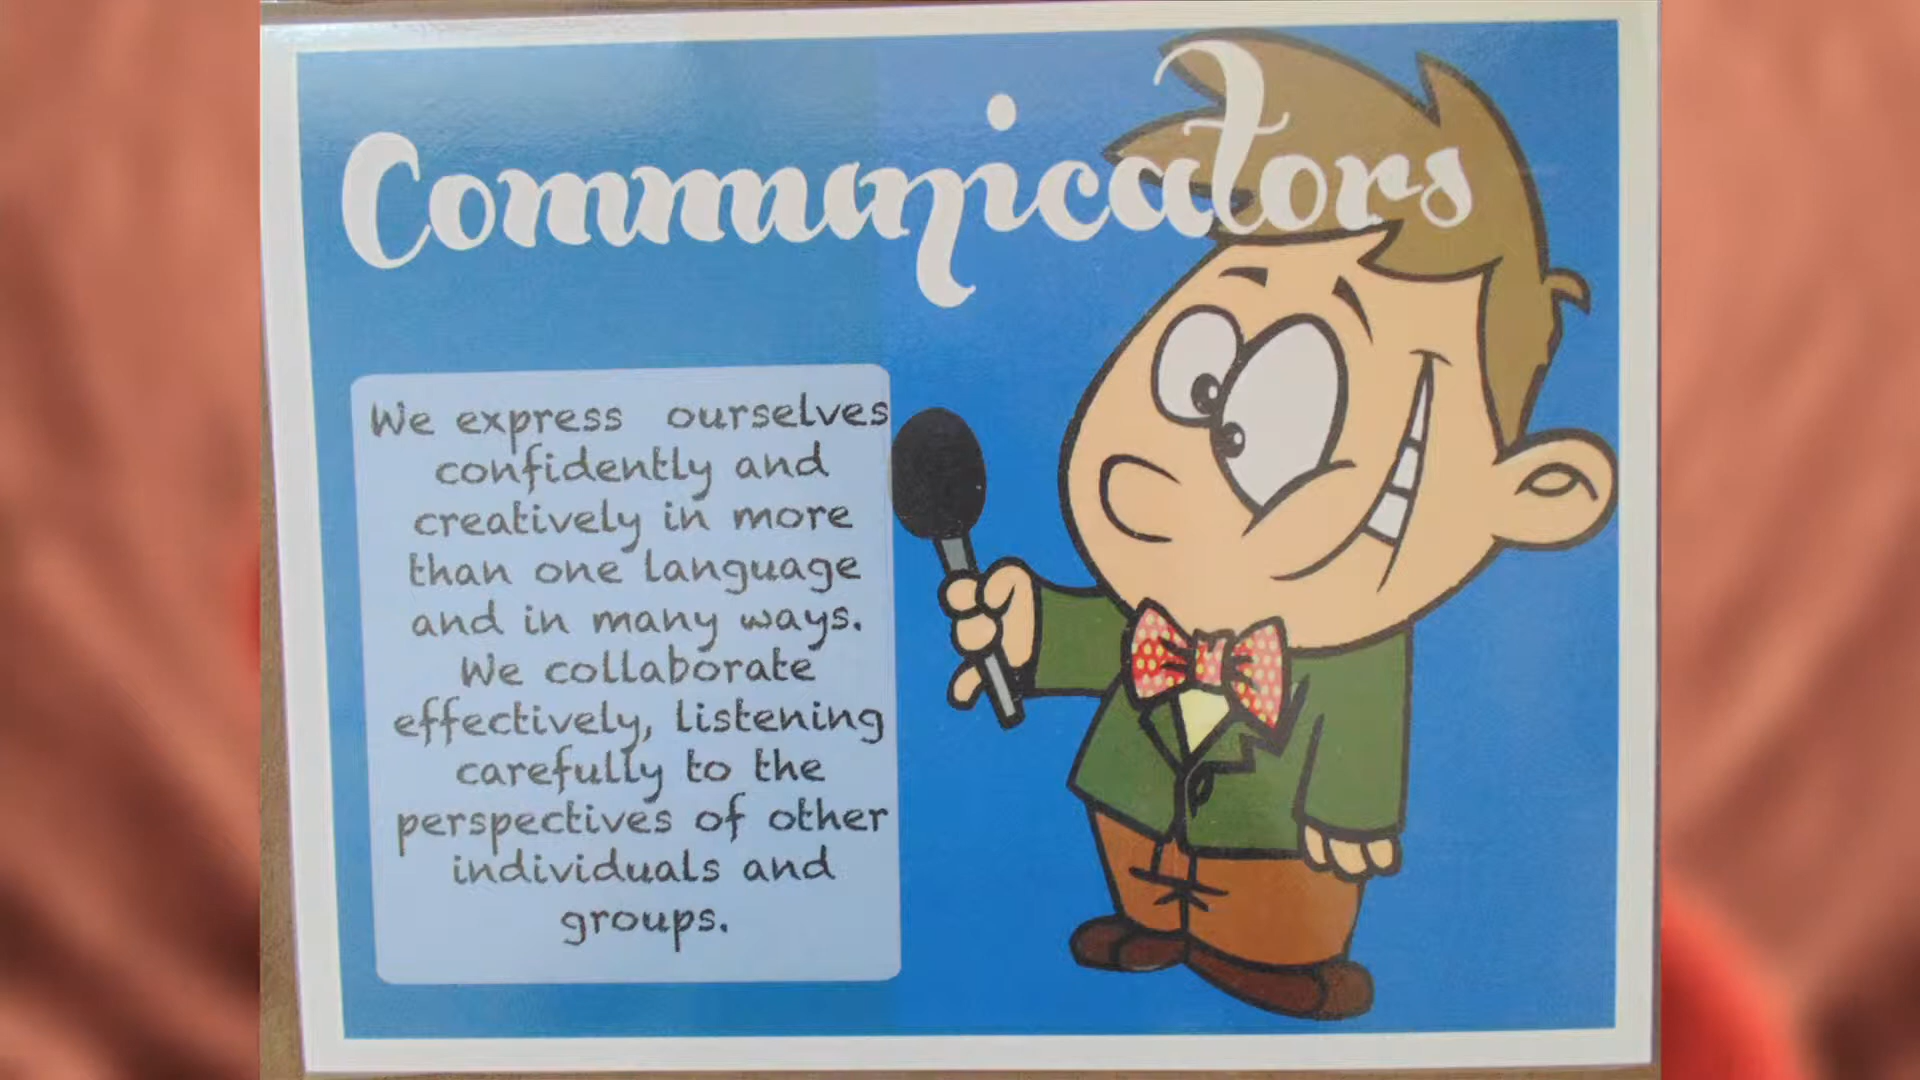 Communicators
We express ourselves
confidently and
creatively in more
than one language
and in many ways.
We collaborate
effectively, listening
carefully to the
perspectives of other
individuals and
groups.